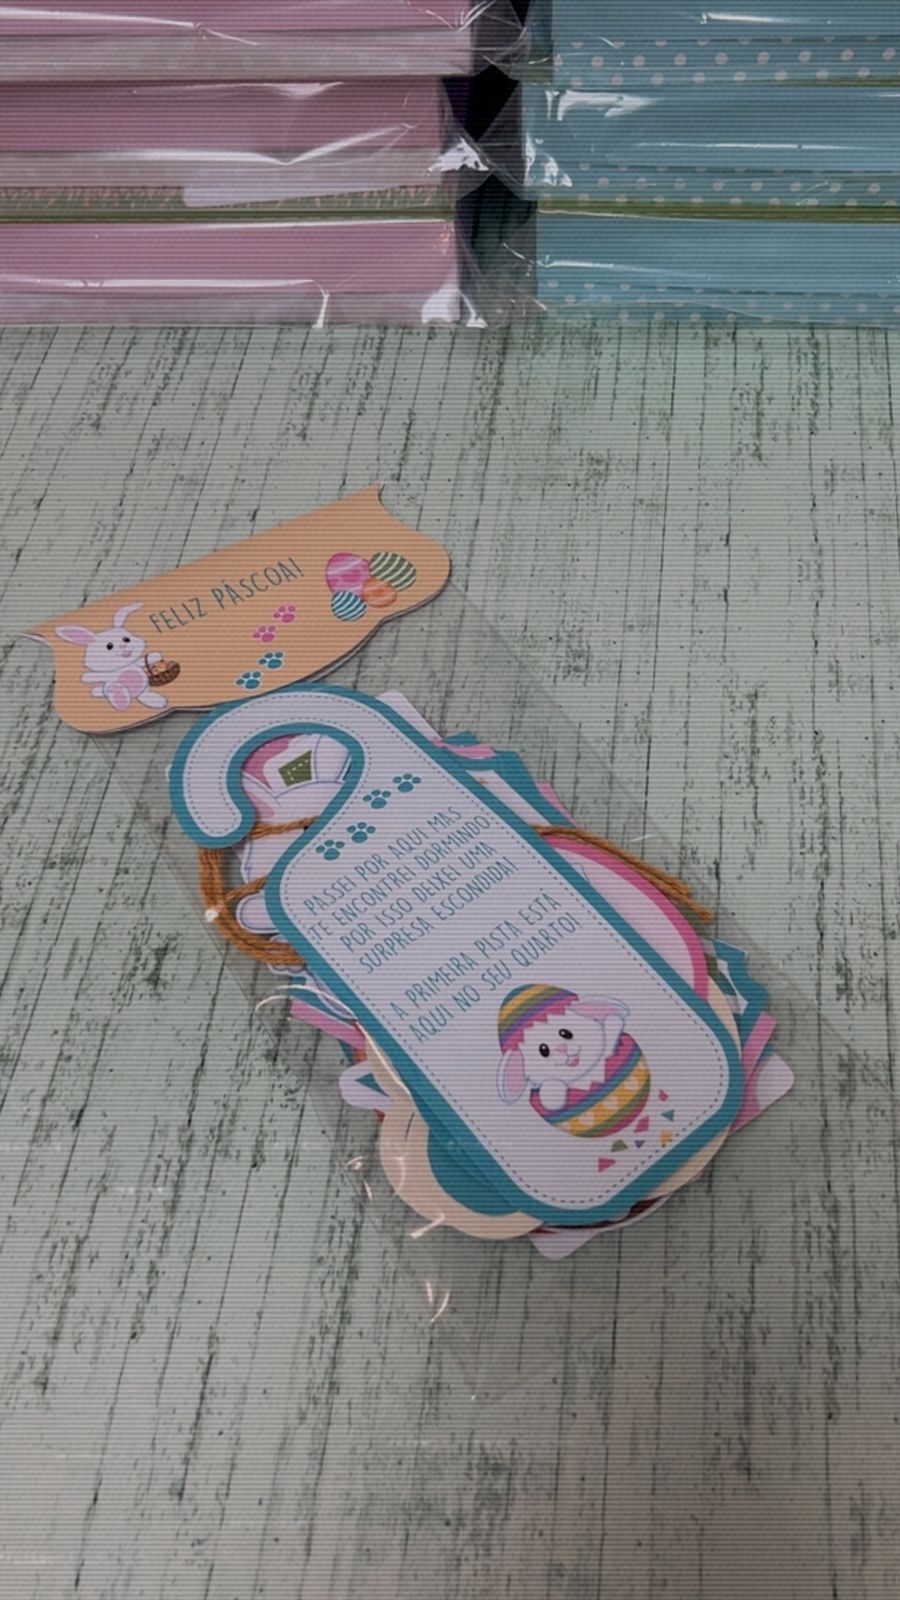 FELIZ PÁSCOA!
PASSEI POR AQUI MAS
TE ENCONTREI DORMINDO
POR ISSO DEIXEI UMA
SURPRESA ESCONDIDA!
A PRIMEIRA PISTA ESTÁ
AQUI NO SEU QUARTO!